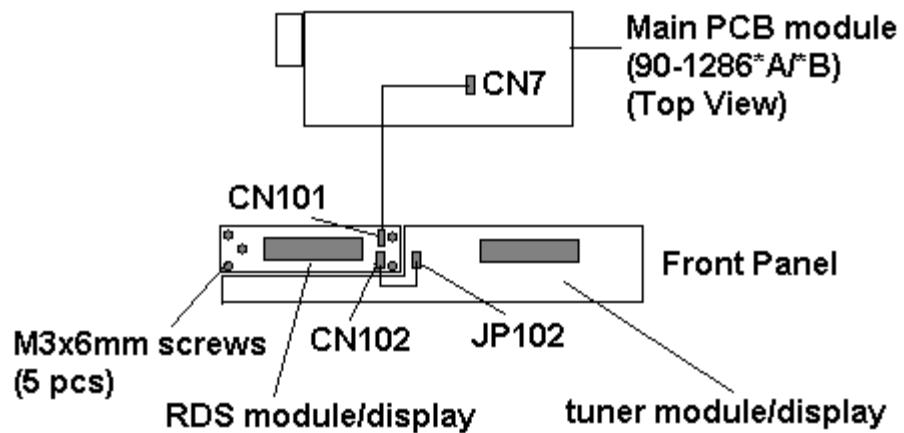 Main PCB module
(90-1286*A/*B)
(Top View)
CN7
CN101
Front Panel
M3x6mm screws
(5 pcs)
CN102
JP102
RDS module/display
tuner module/display